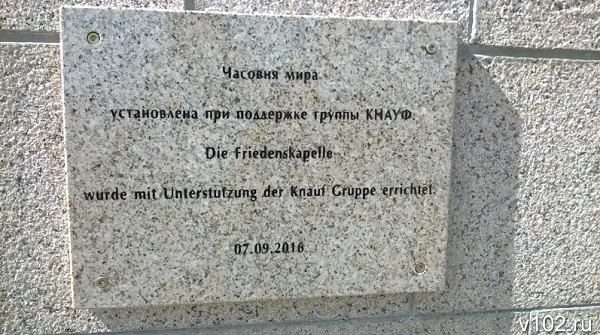 Часовня мира
установлена при поддержке группы КНАУФ.
Die Friedenskapelle
wurde mit Unterstutzung der Knauf Gruppe errichtet.
07.09.2016
v102.ru